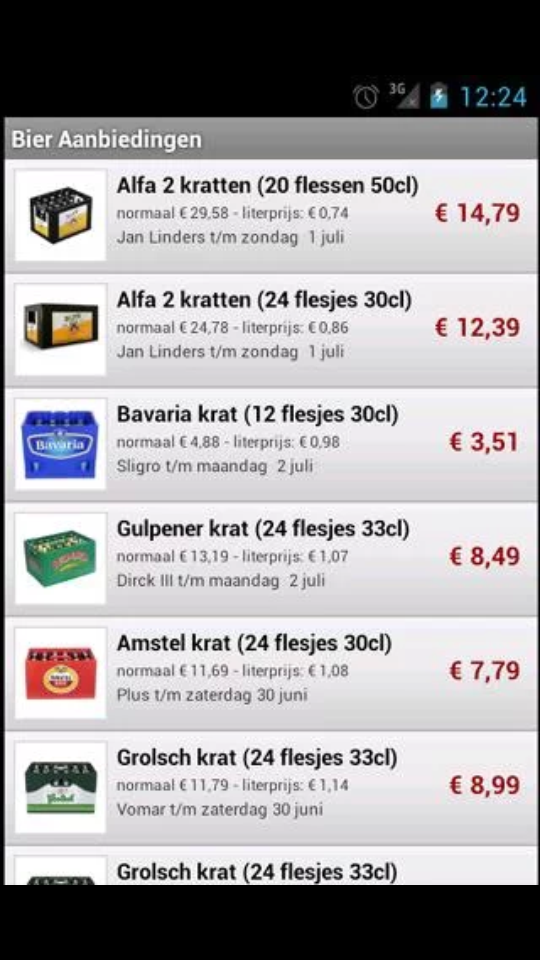 3G 12:24
Bier Aanbiedingen
Alfa 2 kratten (20 flessen 50cl)
normaal € 29,58 - literprijs: € 0,74
€ 14,79
Jan Linders t/m zondag 1 juli
Alfa 2 kratten (24 flesjes 30cl)
normaal € 24,78 - literprijs: € 0,86
€ 12,39
Jan Linders t/m zondag 1 juli
Bavaria krat (12 flesjes 30cl)
Bavaria
normaal € 4,88 - literprijs: € 0,98
€ 3,51
Sligro t/m maandag 2 juli
Gulpener krat (24 flesjes 33cl)
normaal € 13,19 - literprijs: € 1,07
€ 8,49
Dirck III t/m maandag 2 juli
Amstel krat (24 flesjes 30cl)
normaal € 11,69 - literprijs: € 1,08
€ 7,79
Plus t/m zaterdag 30 juni
Grolsch krat (24 flesjes 33cl)
normaal € 11,79 - literprijs: € 1,14
€ 8,99
Grolsch
Vomar t/m zaterdag 30 juni
Grolsch krat (24 flesjes 33cl)